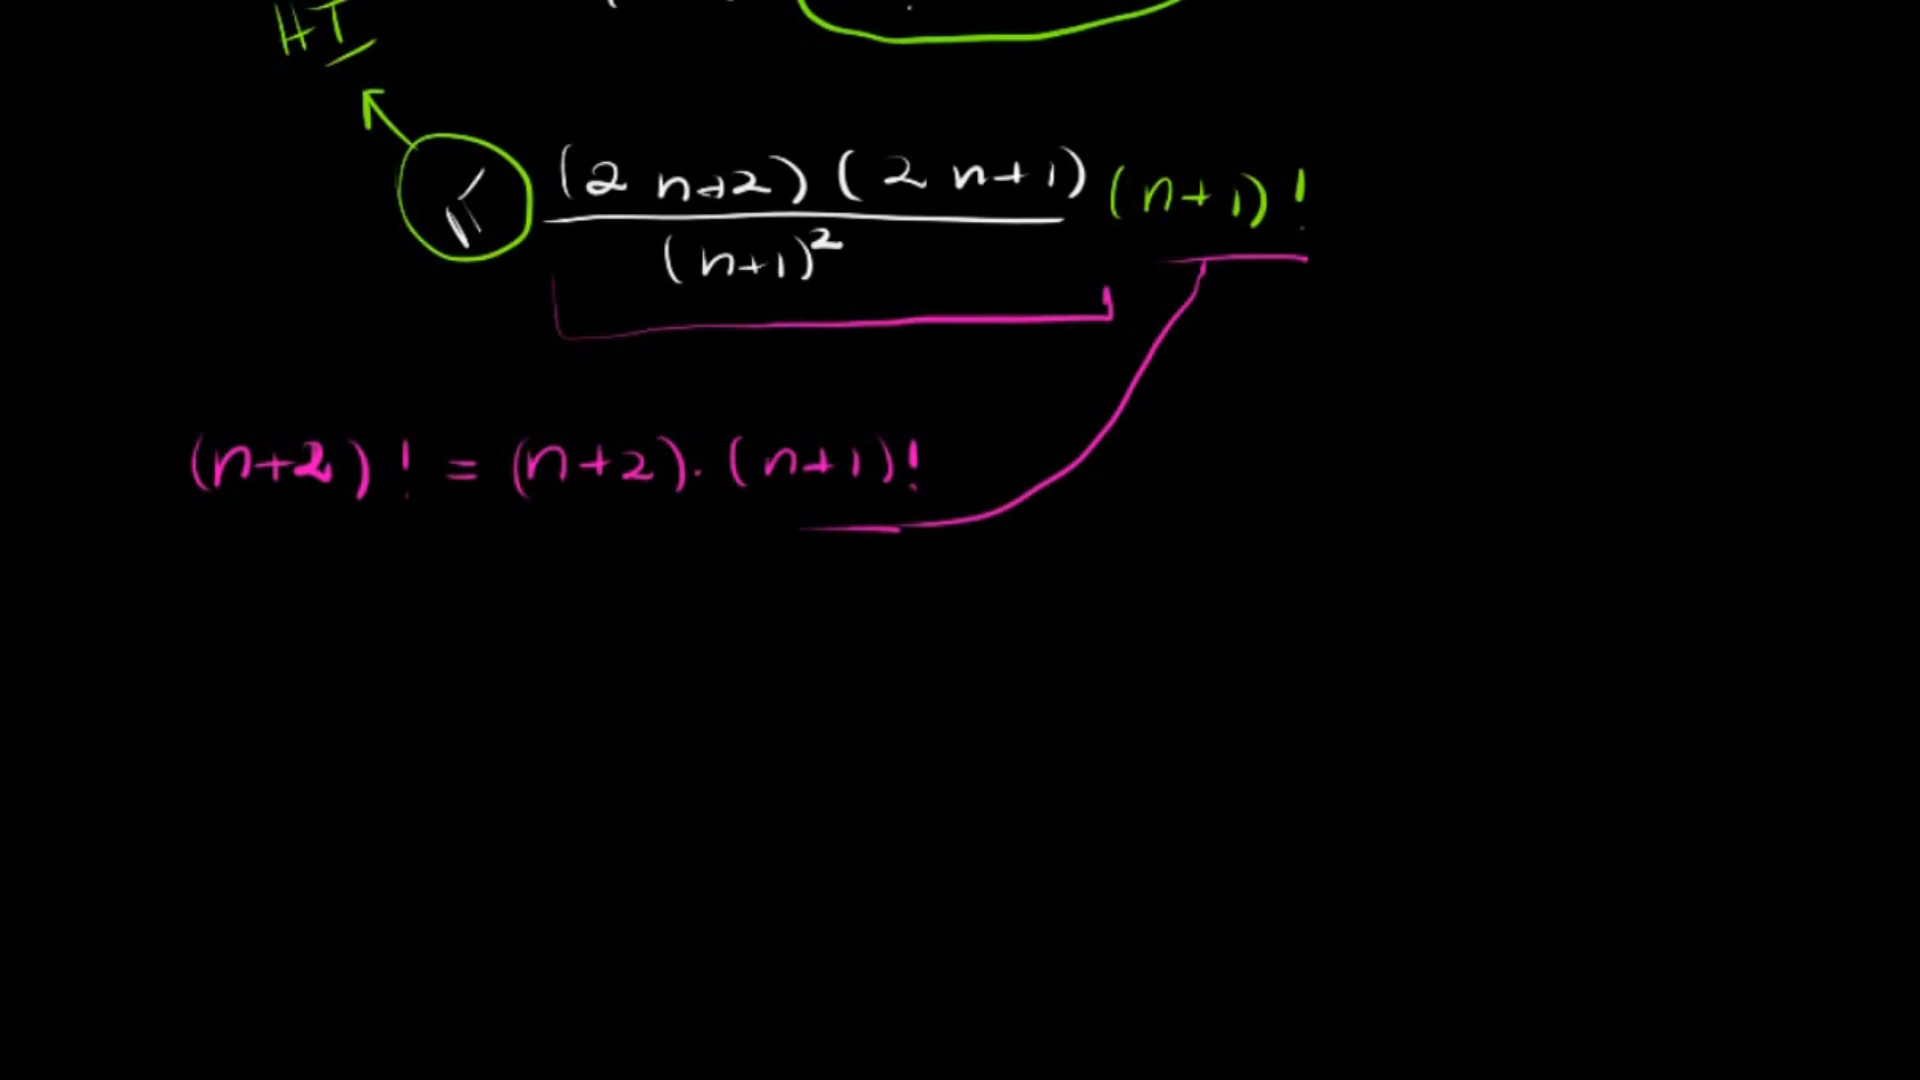 HI
≤ (2n+2)(2n+1) (n+1)!
(n+1)²
(n+2)! = (n+2)·(n+1)!